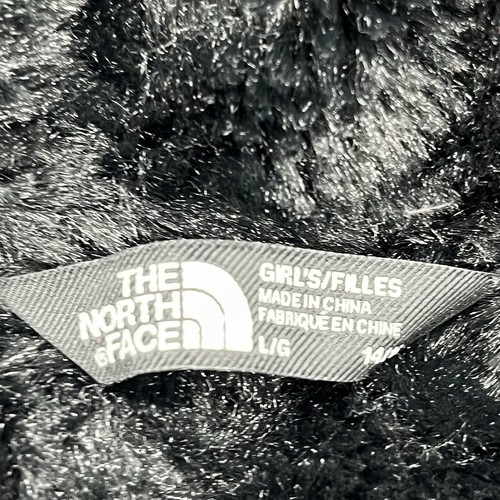 THE
NORTH
FACE
GIRL'S/FILLES
MADE IN CHINA
FABRIQUÉ EN CHINE
L/G